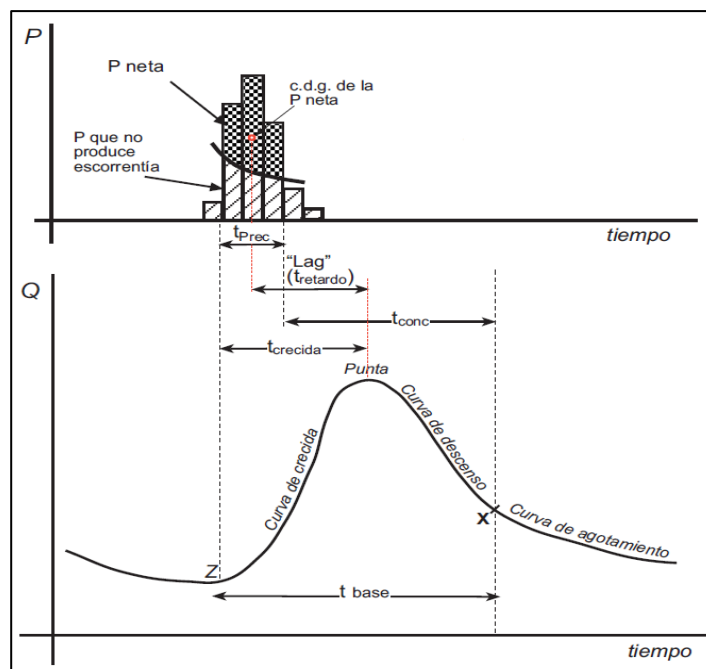 P
P neta
c.d.g. de la
P neta
P que no
produce
escorrentía
tPrec
tiempo
"Lag"
(tretardo)
Q
tconc
tcrecida
Punta
Curva de crecida
Curva de descenso
X
Curva de agotamiento
Z
t base
tiempo